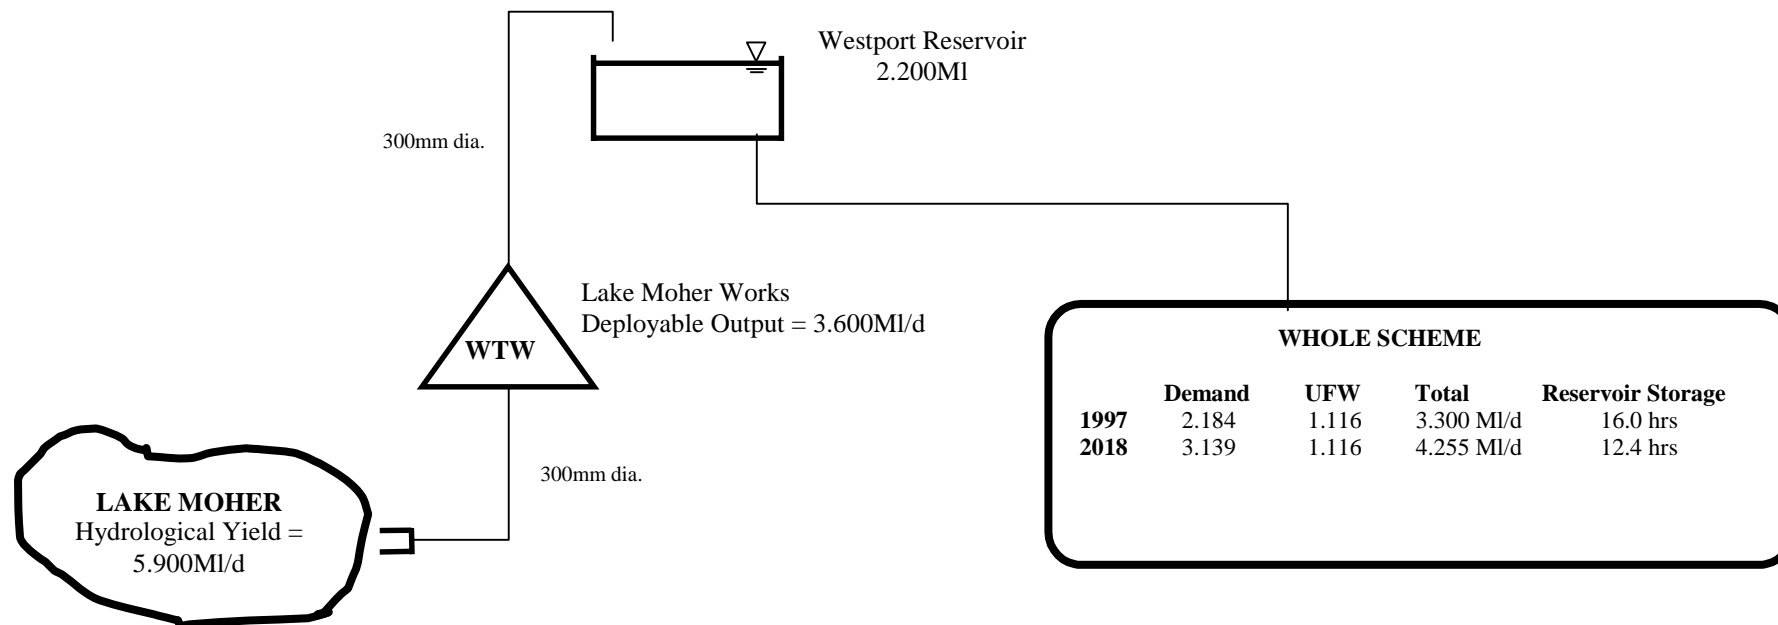 Westport Reservoir
2.200Ml
300mm dia.
Lake Moher Works
Deployable Output = 3.600Ml/d
WTW
WHOLE SCHEME
Demand UFW Total Reservoir Storage
1997 2.184 1.116 3.300 Ml/d 16.0 hrs
2018 3.139 1.116 4.255 Ml/d 12.4 hrs
300mm dia.
LAKE MOHER
Hydrological Yield =
5.900Ml/d